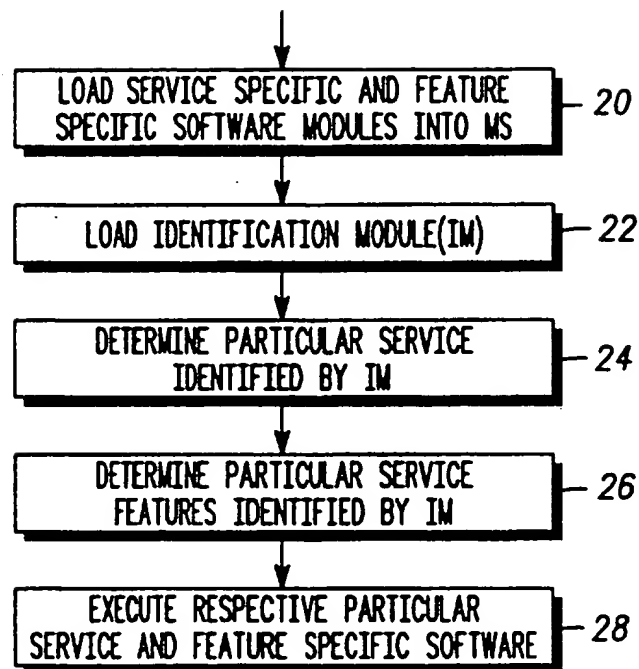 LOAD SERVICE SPECIFIC AND FEATURE
SPECIFIC SOFTWARE MODULES INTO MS
20
LOAD IDENTIFICATION MODULE(IM)
22
DETERMINE PARTICULAR SERVICE
IDENTIFIED BY IM
24
DETERMINE PARTICULAR SERVICE
FEATURES IDENTIFIED BY IM
26
EXECUTE RESPECTIVE PARTICULAR
SERVICE AND FEATURE SPECIFIC SOFTWARE
28